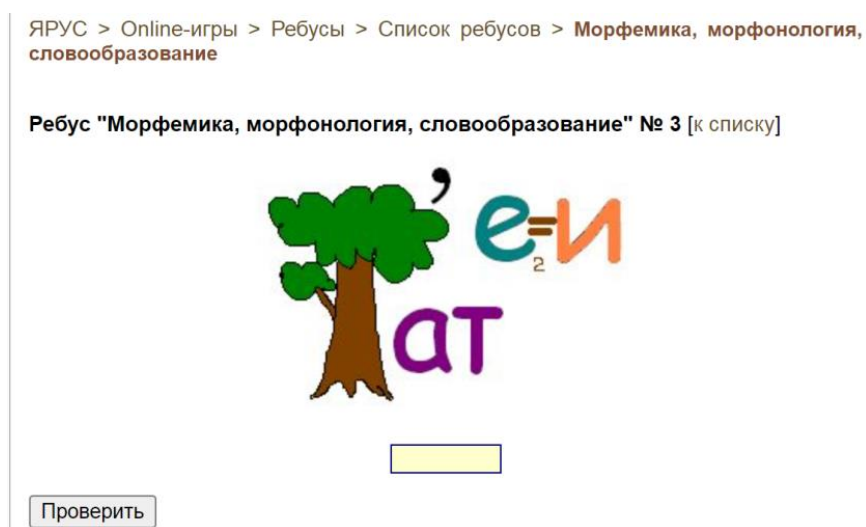 ЯРУС > Online-игры > Ребусы > Список ребусов > Морфемика, морфонология,
словообразование
Ребус "Морфемика, морфонология, словообразование" № 3 [к списку]
’ е=и
2
ат
Проверить